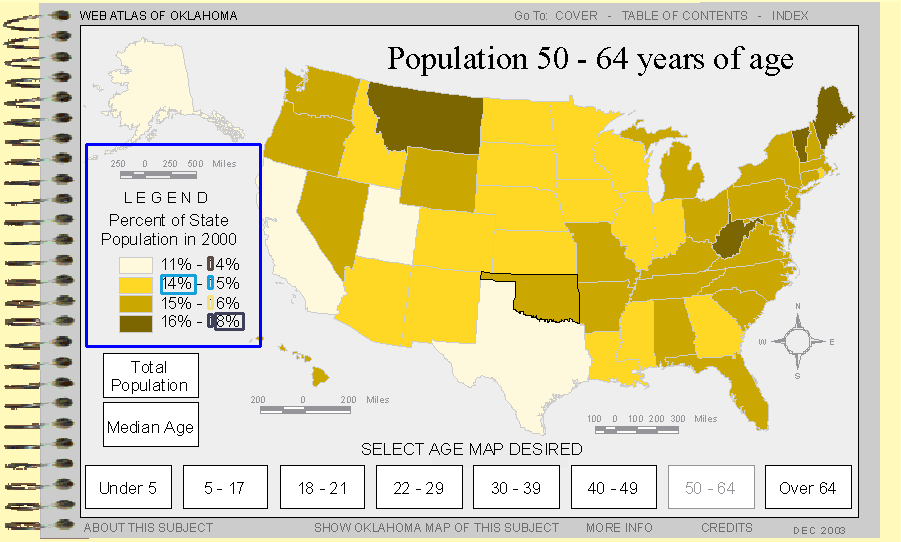 WEB ATLAS OF OKLAHOMA
Go To: COVER - TABLE OF CONTENTS - INDEX
Population 50 - 64 years of age
250 0 250 500 Miles
LEGEND
Percent of State
Population in 2000
11% - 14%
14% - 15%
15% - 16%
16% - 18%
N
W E
S
Total
Population
Median Age
200 0 200 Miles
100 0 100 200 300 Miles
SELECT AGE MAP DESIRED
Under 5
5 - 17
18 - 21
22 - 29
30 - 39
40 - 49
50 - 64
Over 64
ABOUT THIS SUBJECT
SHOW OKLAHOMA MAP OF THIS SUBJECT
MORE INFO
CREDITS
DEC 2003